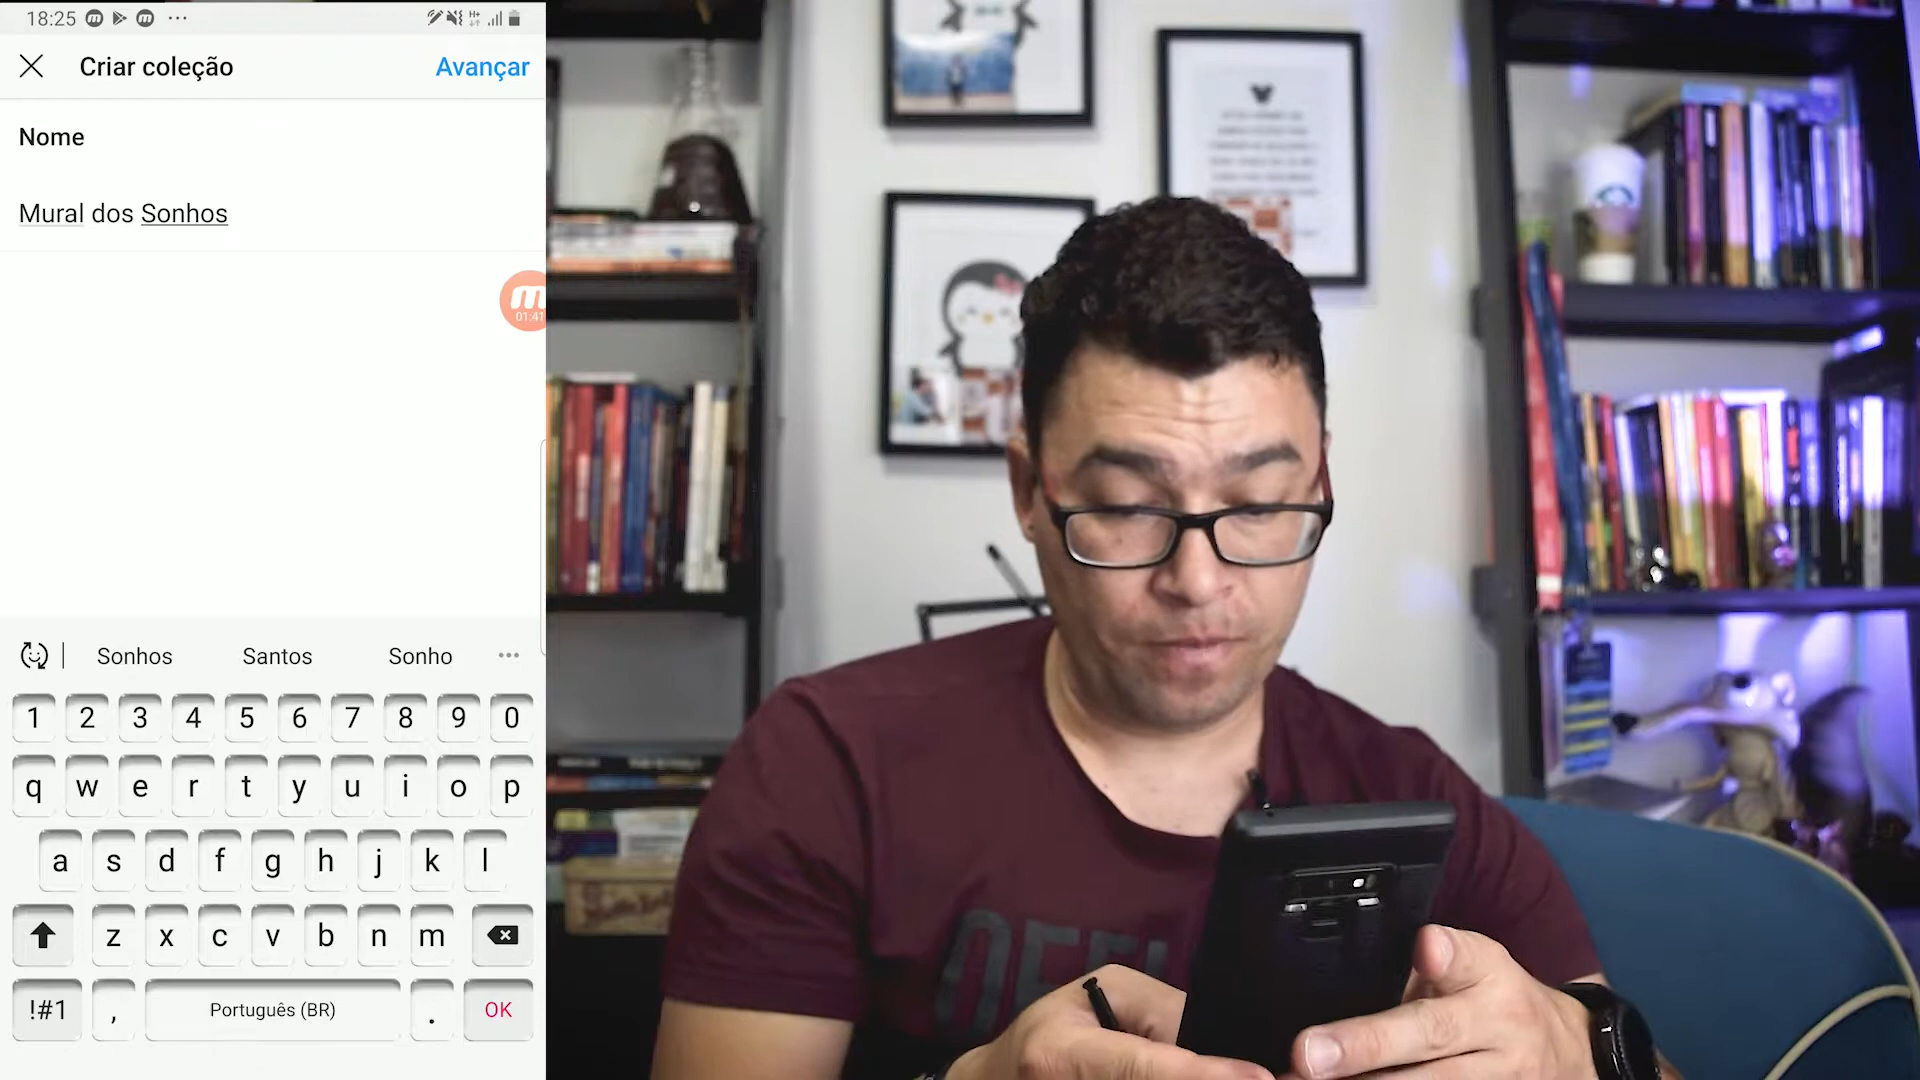 18:25
Criar coleção
Avançar
Nome
Mural dos Sonhos
01:41
Sonhos
Santos
Sonho
1 2 3 4 5 6 7 8 9 0
q w e r t y u i o p
a s d f g h j k l
z x c v b n m
!#1 , Português (BR) . OK